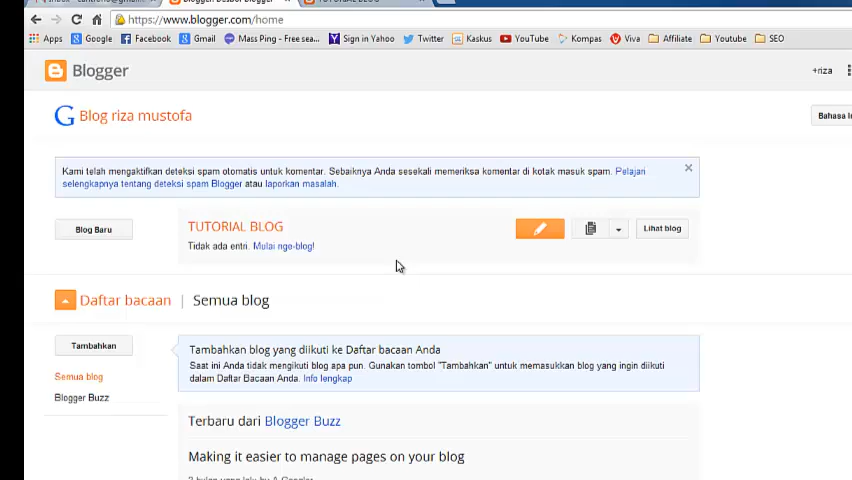 Blogger
TUTORIAL BLOG
https://www.blogger.com/home
Apps Google Facebook Gmail Mass Ping - Free sea... Sign in Yahoo Twitter Kaskus YouTube Kompas Viva Affiliate Youtube SEO
Blogger +riza
Blog riza mustofa
Bahasa
Kami telah mengaktifkan deteksi spam otomatis untuk komentar. Sebaiknya Anda sesekali memeriksa komentar di kotak masuk spam. Pelajari
selengkapnya tentang deteksi spam Blogger atau laporkan masalah.
Blog Baru
TUTORIAL BLOG
Lihat blog
Tidak ada entri. Mulai nge-blog!
Daftar bacaan | Semua blog
Tambahkan
Tambahkan blog yang diikuti ke Daftar bacaan Anda
Saat ini Anda tidak mengikuti blog apa pun. Gunakan tombol "Tambahkan" untuk memasukkan blog yang ingin diikuti
dalam Daftar Bacaan Anda. Info lengkap
Semua blog
Blogger Buzz
Terbaru dari Blogger Buzz
Making it easier to manage pages on your blog